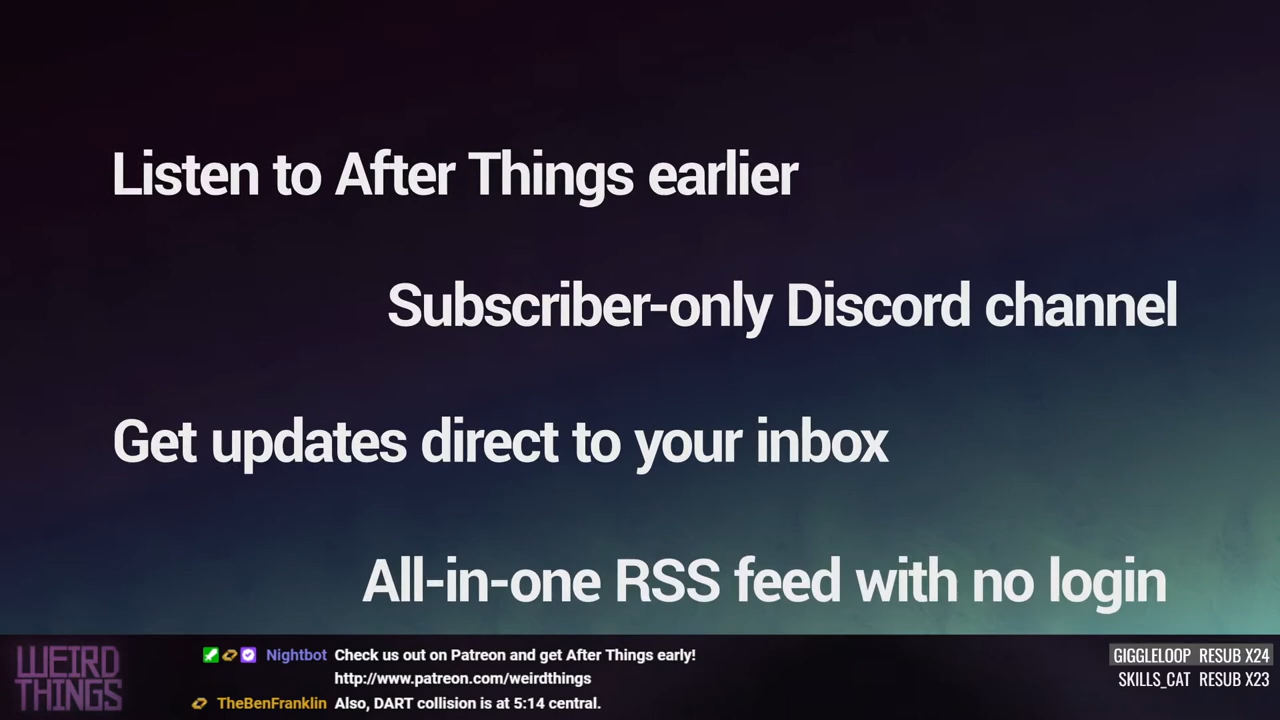 Listen to After Things earlier
Subscriber-only Discord channel
Get updates direct to your inbox
All-in-one RSS feed with no login
WEIRD
THINGS
Nightbot Check us out on Patreon and get After Things early!
http://www.patreon.com/weirdthings
TheBenFranklin Also, DART collision is at 5:14 central.
GIGGLELOOP RESUB X24
SKILLS_CAT RESUB X23